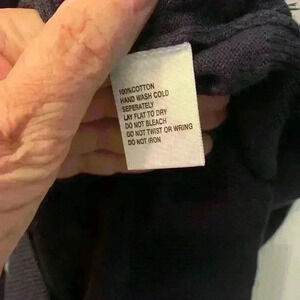 100%COTTON
HAND WASH COLD
SEPERATELY
LAY FLAT TO DRY
DO NOT BLEACH
DO NOT TWIST OR WRING
DO NOT IRON